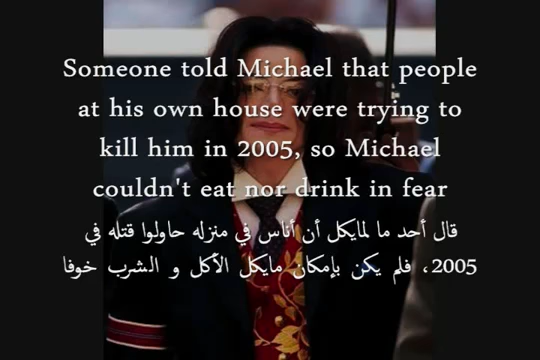 Someone told Michael that people
at his own house were trying to
kill him in 2005, so Michael
couldn't eat nor drink in fear
قال أحد ما لمايكل أن أناس في منزله حاولوا قتله في
2005، فلم يكن بإمكان مايكل الأكل و الشرب خوفا